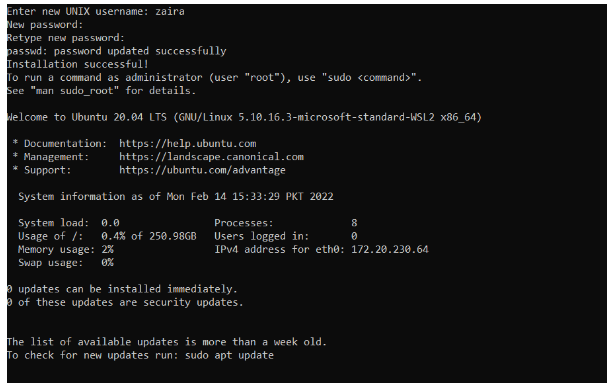 Enter new UNIX username: zaira
New password:
Retype new password:
passwd: password updated successfully
Installation successful!
To run a command as administrator (user "root"), use "sudo <command>".
See "man sudo_root" for details.
Welcome to Ubuntu 20.04 LTS (GNU/Linux 5.10.16.3-microsoft-standard-WSL2 x86_64)
* Documentation:  https://help.ubuntu.com
* Management:     https://landscape.canonical.com
* Support:        https://ubuntu.com/advantage
System information as of Mon Feb 14 15:33:29 PKT 2022
System load:  0.0                Processes:             8
Usage of /:   0.4% of 250.98GB   Users logged in:       0
Memory usage: 2%                 IPv4 address for eth0: 172.20.230.64
Swap usage:   0%
0 updates can be installed immediately.
0 of these updates are security updates.
The list of available updates is more than a week old.
To check for new updates run: sudo apt update